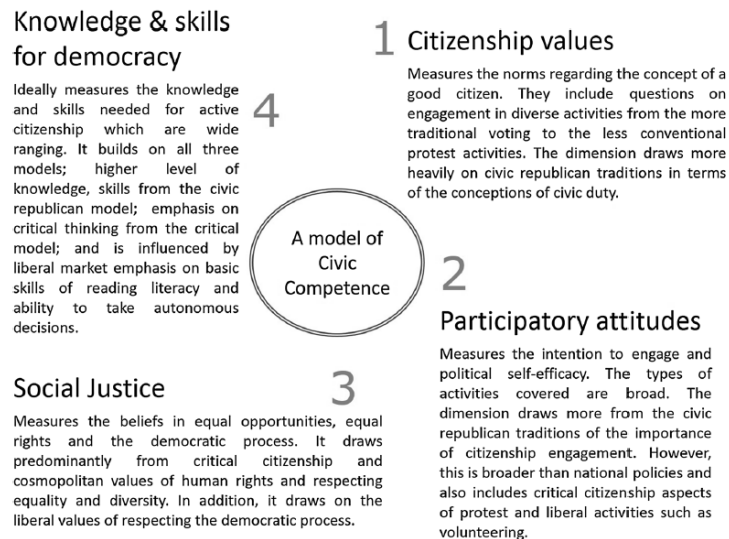 Knowledge & skills
for democracy
Ideally measures the knowledge
and skills needed for active
citizenship which are wide
ranging. It builds on all three
models; higher level of
knowledge, skills from the civic
republican model; emphasis on
critical thinking from the critical
model; and is influenced by
liberal market emphasis on basic
skills of reading literacy and
ability to take autonomous
decisions.
4
1
Citizenship values
Measures the norms regarding the concept of a
good citizen. They include questions on
engagement in diverse activities from the more
traditional voting to the less conventional
protest activities. The dimension draws more
heavily on civic republican traditions in terms
of the conceptions of civic duty.
A model of
Civic
Competence
2
Participatory attitudes
Measures the intention to engage and
political self-efficacy. The types of
activities covered are broad. The
dimension draws more from the civic
republican traditions of the importance
of citizenship engagement. However,
this is broader than national policies and
also includes critical citizenship aspects
of protest and liberal activities such as
volunteering.
3
Social Justice
Measures the beliefs in equal opportunities, equal
rights and the democratic process. It draws
predominantly from critical citizenship and
cosmopolitan values of human rights and respecting
equality and diversity. In addition, it draws on the
liberal values of respecting the democratic process.